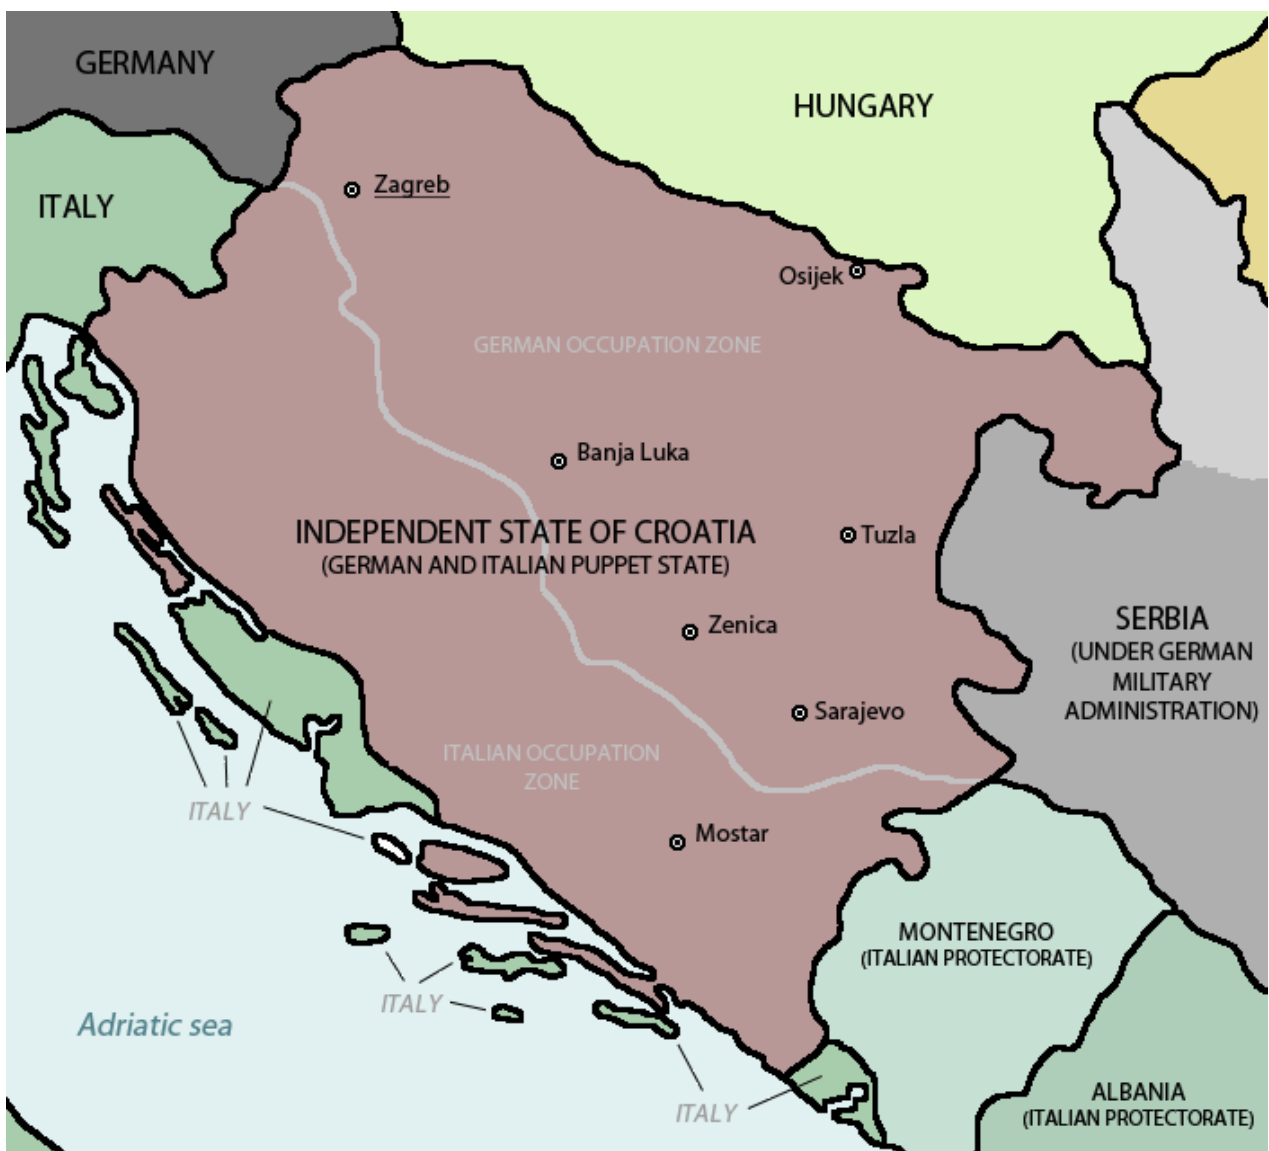 GERMANY
HUNGARY
ITALY
Zagreb
Osijek
GERMAN OCCUPATION ZONE
Banja Luka
INDEPENDENT STATE OF CROATIA
(GERMAN AND ITALIAN PUPPET STATE)
Tuzla
Zenica
SERBIA
(UNDER GERMAN
MILITARY
ADMINISTRATION)
Sarajevo
ITALIAN OCCUPATION
ZONE
ITALY
Mostar
MONTENEGRO
(ITALIAN PROTECTORATE)
ITALY
Adriatic sea
ALBANIA
(ITALIAN PROTECTORATE)
ITALY